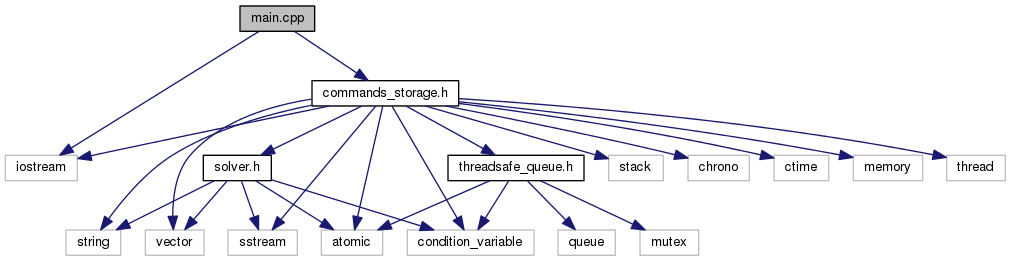 main.cpp
commands_storage.h
iostream
solver.h
threadsafe_queue.h
stack
chrono
ctime
memory
thread
string
vector
sstream
atomic
condition_variable
queue
mutex